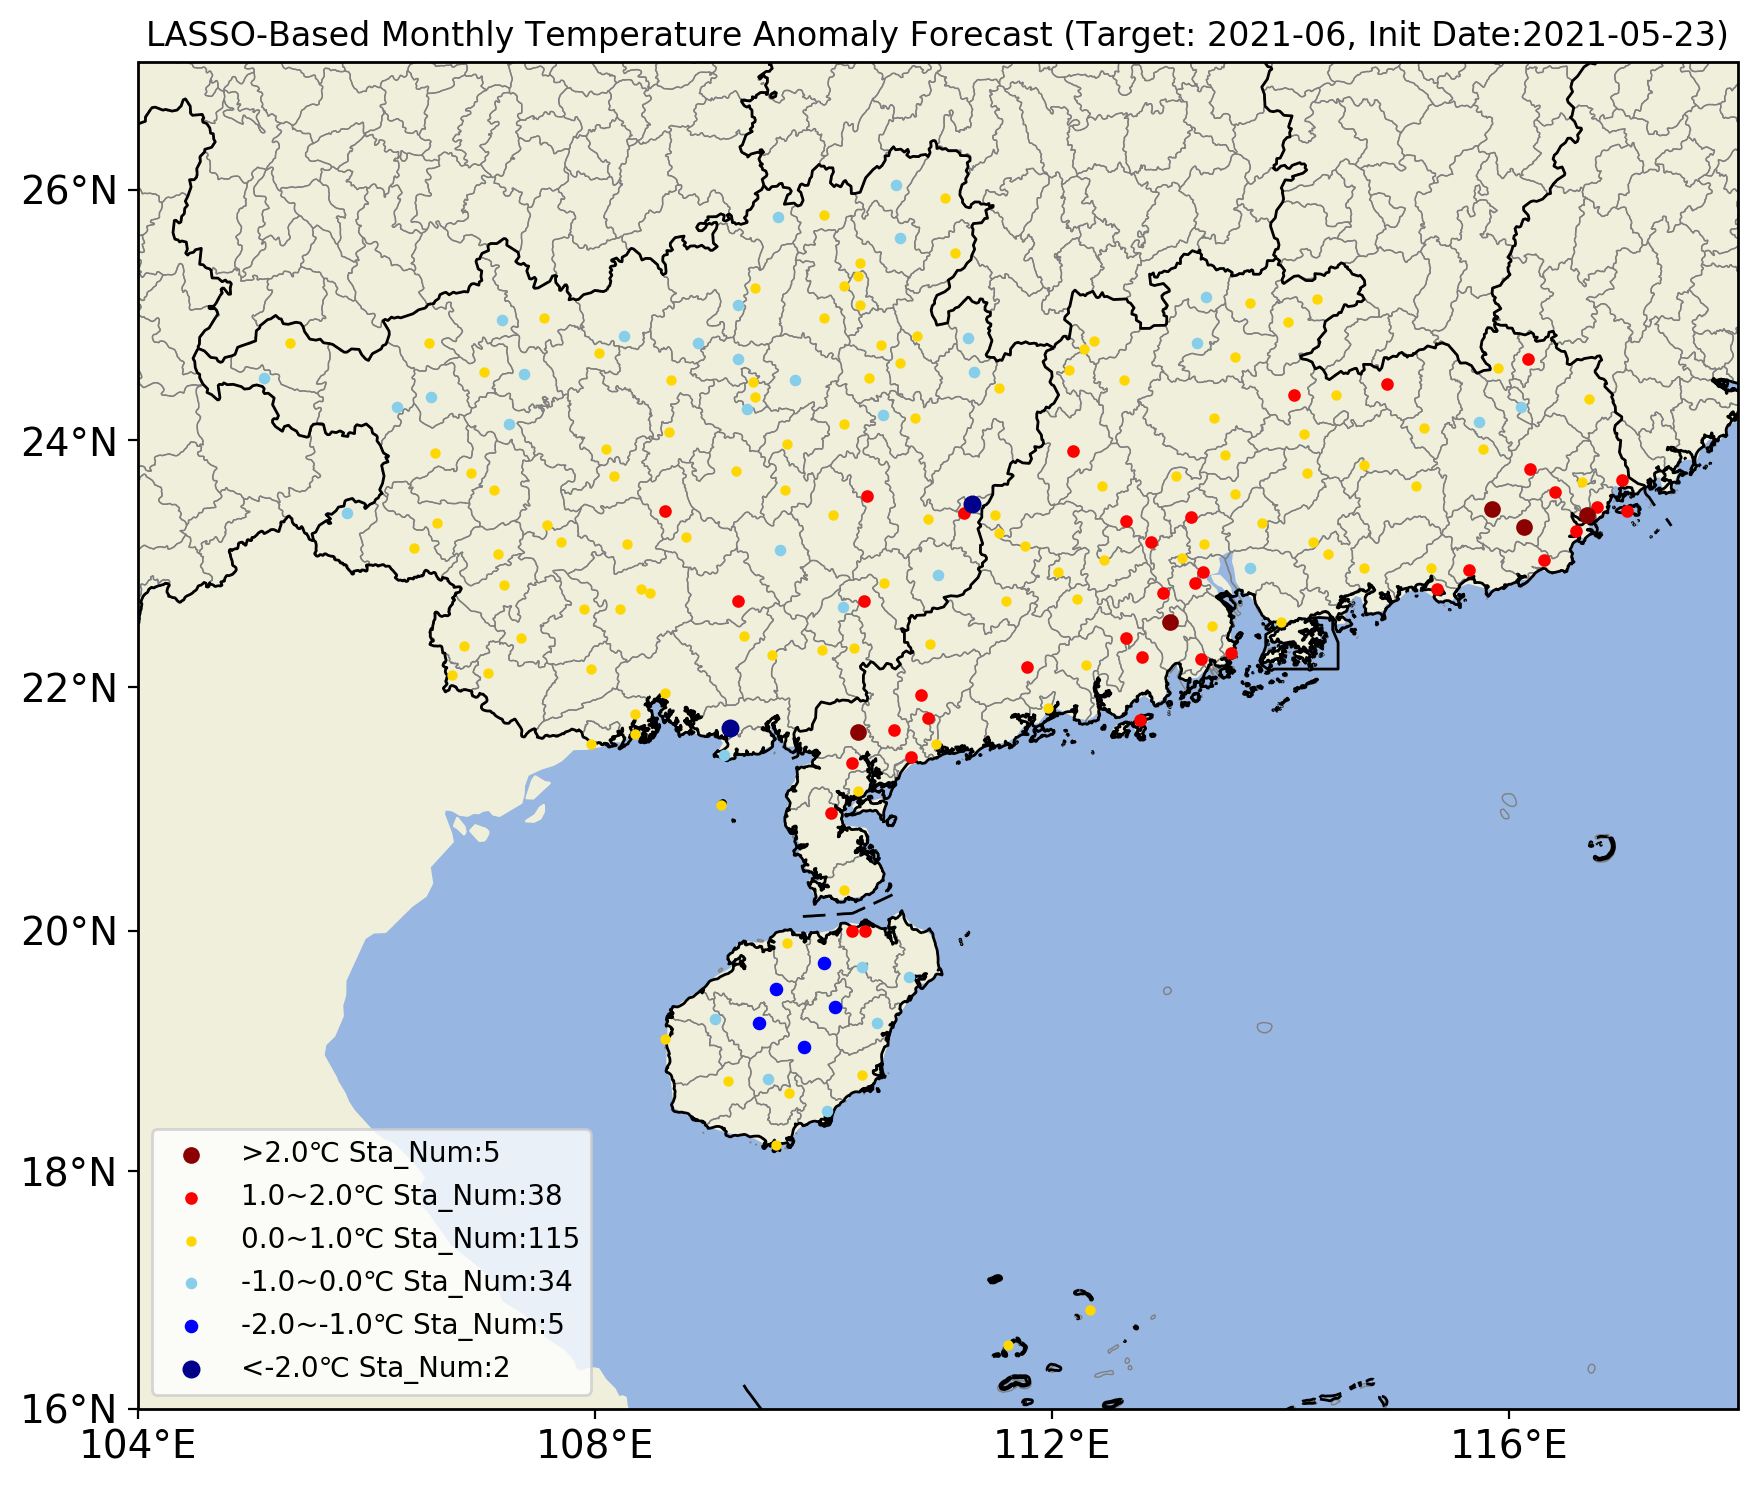 LASSO-Based Monthly Temperature Anomaly Forecast (Target: 2021-06, Init Date:2021-05-23)
26°N
24°N
22°N
20°N
18°N
16°N
>2.0℃ Sta_Num:5
1.0~2.0℃ Sta_Num:38
0.0~1.0℃ Sta_Num:115
-1.0~0.0℃ Sta_Num:34
-2.0~-1.0℃ Sta_Num:5
<-2.0℃ Sta_Num:2
104°E 108°E 112°E 116°E